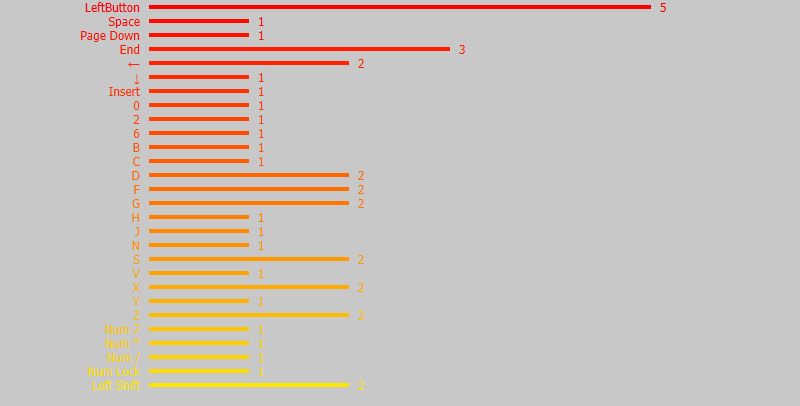 LeftButton 5
Space 1
Page Down 1
End 3
← 2
↓ 1
Insert 1
0 1
2 1
6 1
B 1
C 1
D 2
F 2
G 2
H 1
J 1
N 1
S 2
V 1
X 2
Y 1
Z 2
Num 1
Num 1
Num / 1
Num Lock 1
Left Shift 2